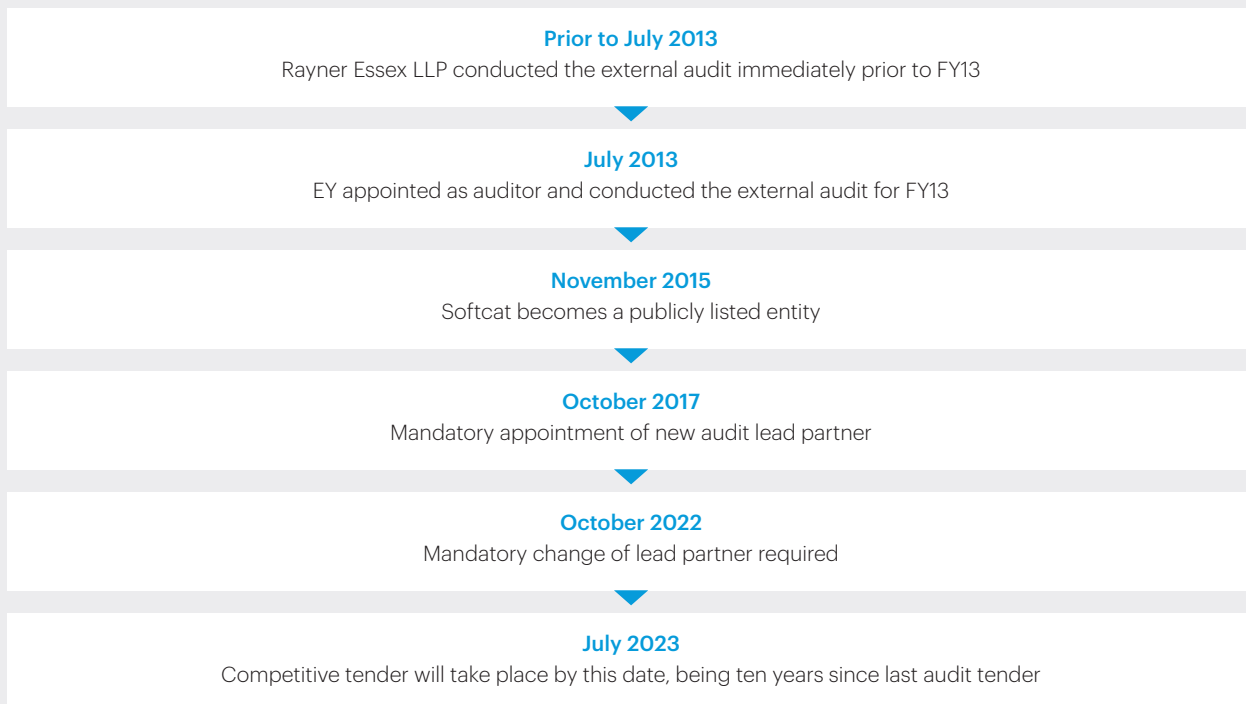 Prior to July 2013
Rayner Essex LLP conducted the external audit immediately prior to FY13
July 2013
EY appointed as auditor and conducted the external audit for FY13
November 2015
Softcat becomes a publicly listed entity
October 2017
Mandatory appointment of new audit lead partner
October 2022
Mandatory change of lead partner required
July 2023
Competitive tender will take place by this date, being ten years since last audit tender